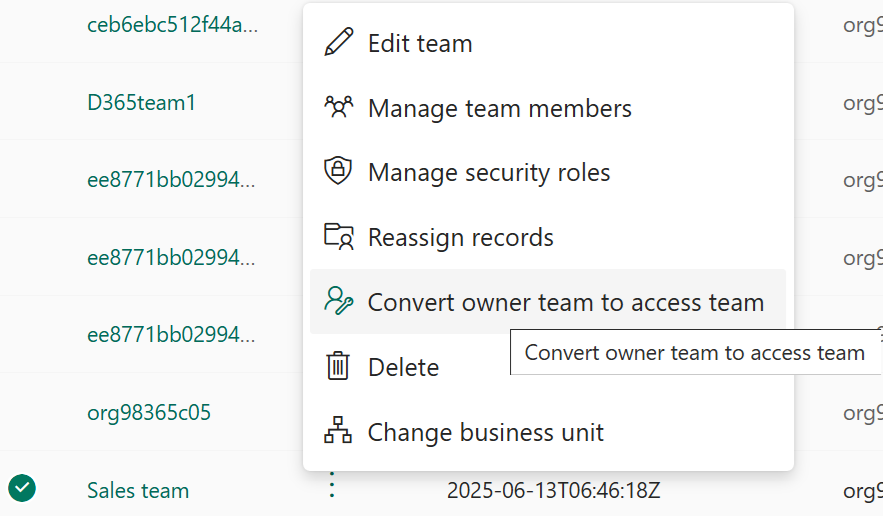 ceb6ebc512f44a...
org9
Edit team
D365team1
Manage team members
org9
ee8771bb02994...
Manage security roles
org9
ee8771bb02994...
Reassign records
org9
ee8771bb02994...
Convert owner team to access team
Convert owner team to access team
Delete
org98365c05
Change business unit
org9
Sales team
2025-06-13T06:46:18Z
org9